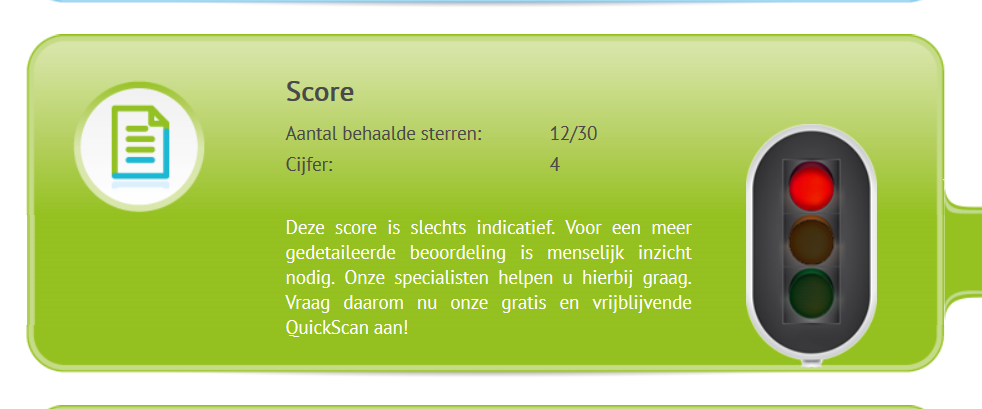 Score
Aantal behaalde sterren: 12/30
Cijfer: 4
Deze score is slechts indicatief. Voor een meer
gedetaileerde beoordeling is menselijk inzicht
nodig. Onze specialisten helpen u hierbij graag.
Vraag daarom nu onze gratis en vrijblijvende
QuickScan aan!